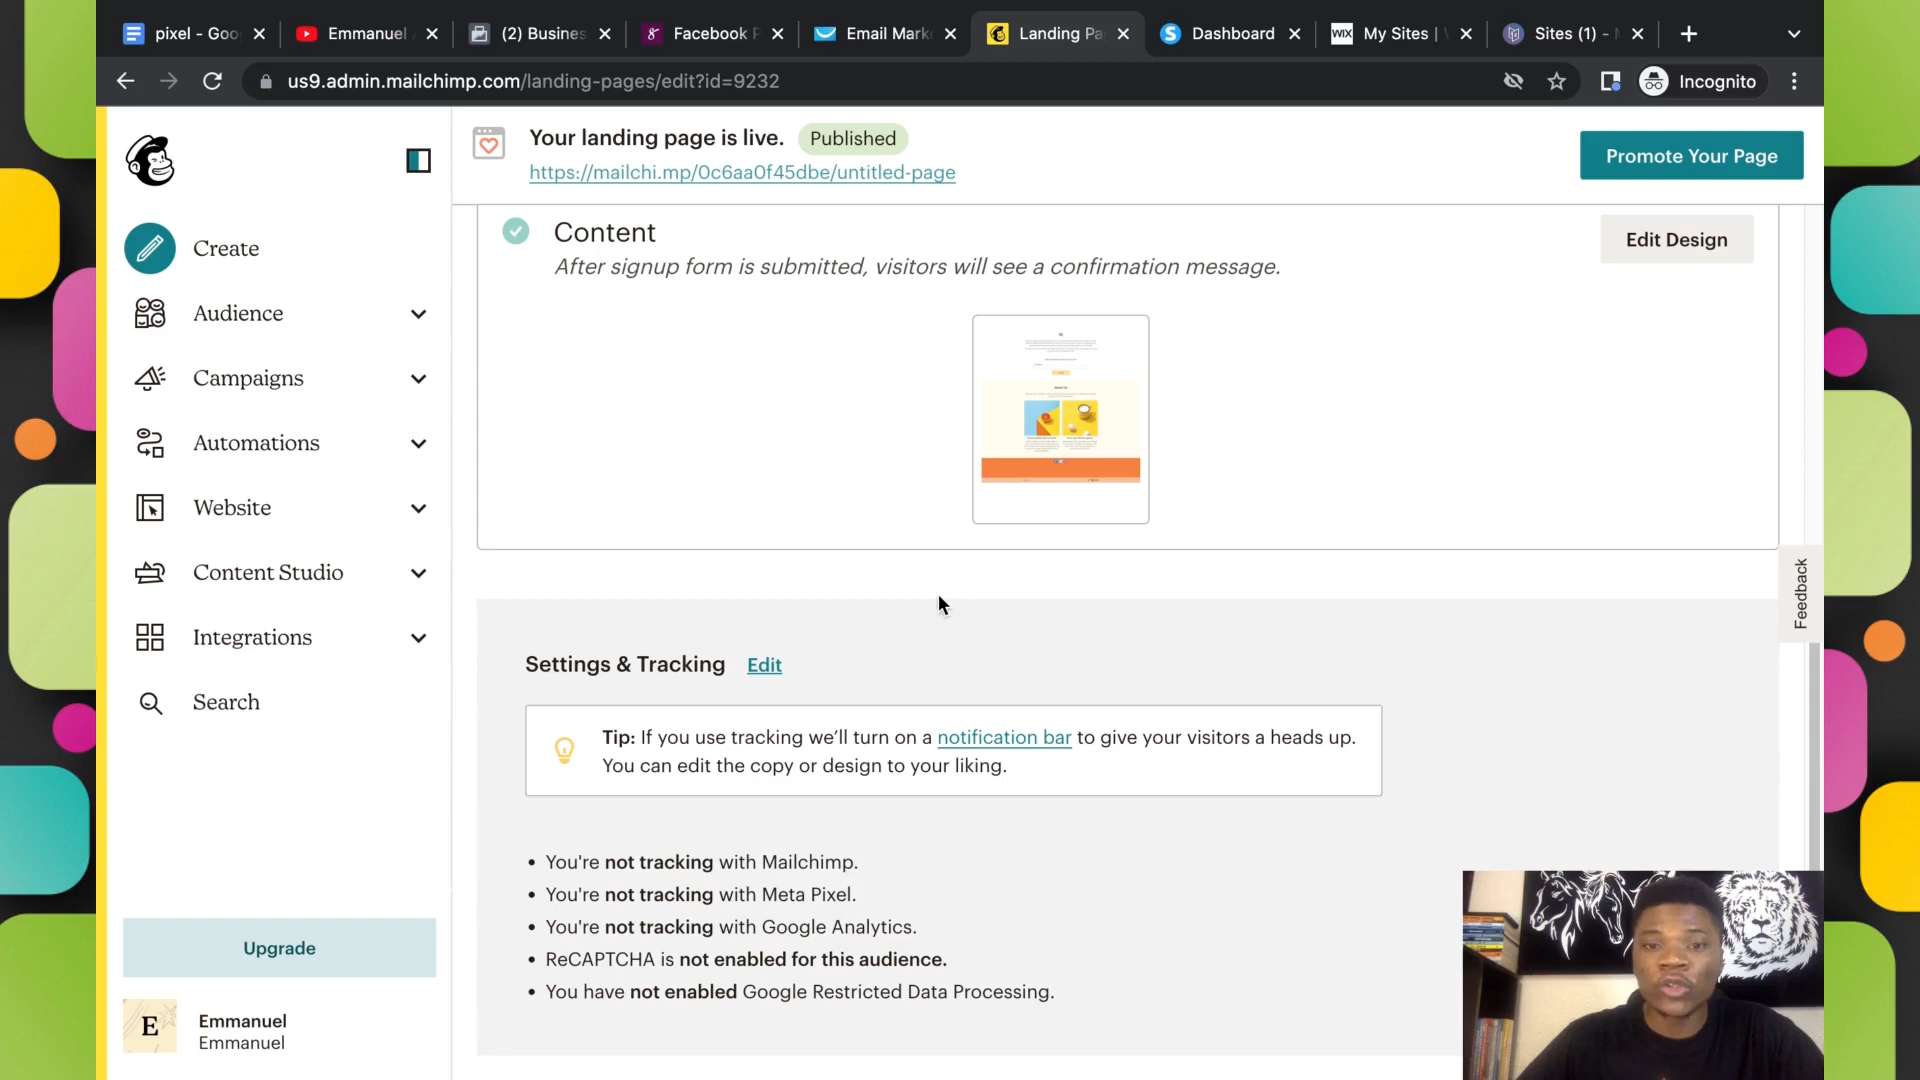 pixel - Goo
Emmanuel
(2) Busines
Facebook P
Email Mark
Landing Pa
Dashboard
WIX My Sites |
Sites (1) -
us9.admin.mailchimp.com/landing-pages/edit?id=9232
Incognito
Your landing page is live. Published
https://mailchi.mp/0c6aa0f45dbe/untitled-page
Promote Your Page
Create
Audience
Campaigns
Automations
Website
Content Studio
Integrations
Search
Upgrade
E
Emmanuel
Emmanuel
Content
After signup form is submitted, visitors will see a confirmation message.
Edit Design
Feedback
Settings & Tracking Edit
Tip: If you use tracking we'll turn on a notification bar to give your visitors a heads up.
You can edit the copy or design to your liking.
• You're not tracking with Mailchimp.
• You're not tracking with Meta Pixel.
• You're not tracking with Google Analytics.
• ReCAPTCHA is not enabled for this audience.
• You have not enabled Google Restricted Data Processing.